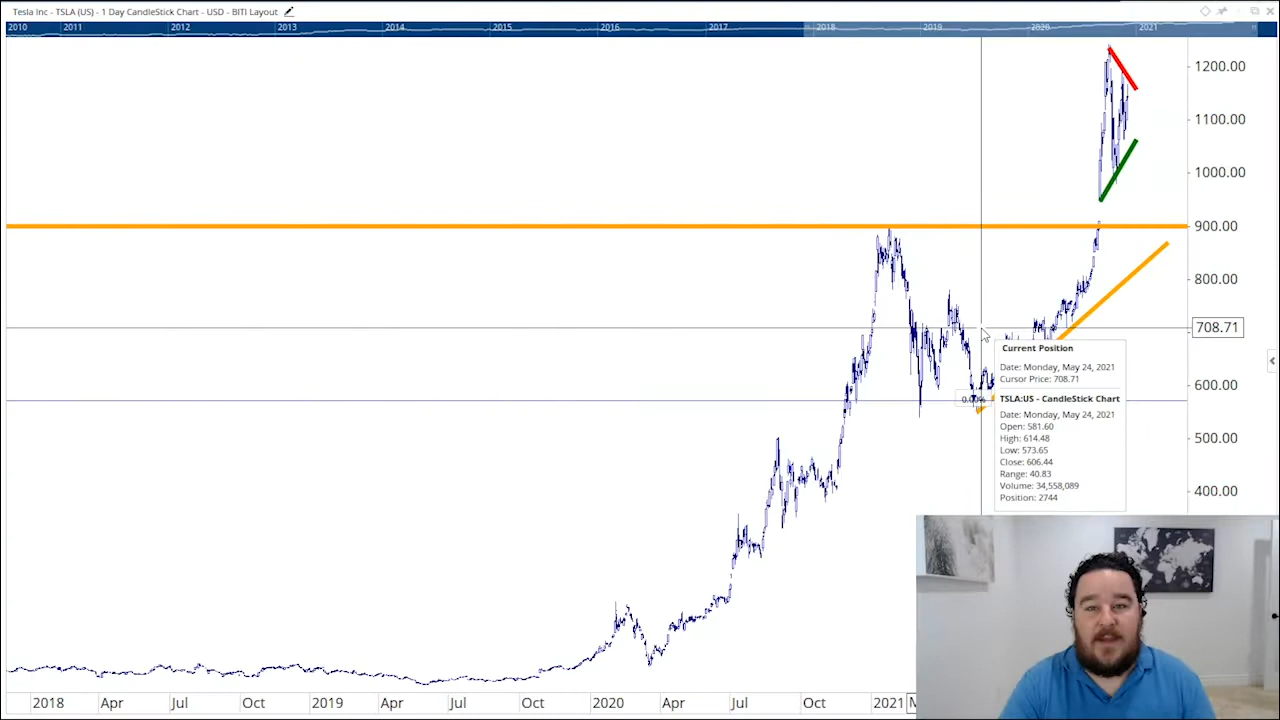 Tesla Inc - TSLA (US) - 1 Day CandleStick Chart - USD - BITI Layout
2010 2011 2012 2013 2014 2015 2016 2017 2018 2019 2020 2021
1200.00
1100.00
1000.00
900.00
800.00
708.71
600.00
500.00
400.00
Current Position
Date: Monday, May 24, 2021
Cursor Price: 708.71
TSLA:US - CandleStick Chart
Date: Monday, May 24, 2021
Open: 581.60
High: 614.48
Low: 573.65
Close: 606.44
Range: 40.83
Volume: 34,558,089
Position: 2744
2018 Apr Jul Oct 2019 Apr Jul Oct 2020 Apr Jul Oct 2021